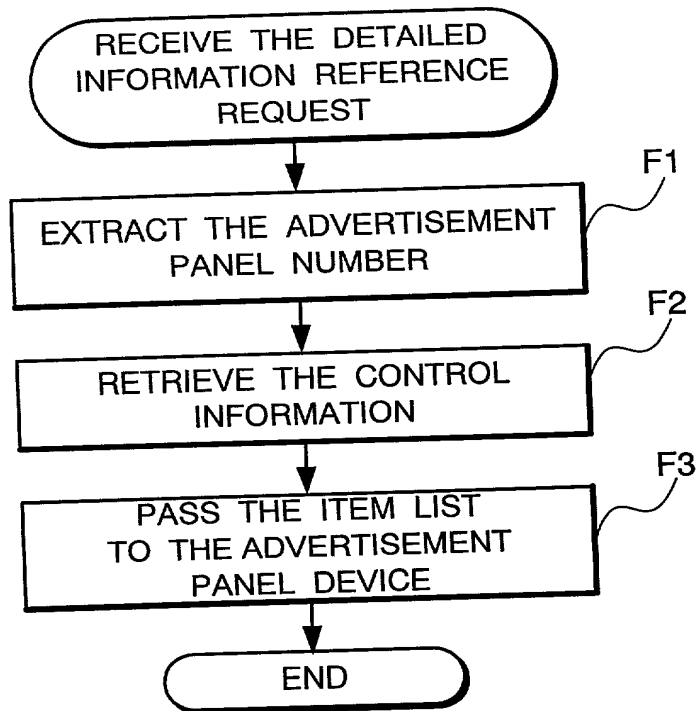 RECEIVE THE DETAILED
INFORMATION REFERENCE
REQUEST
F1
EXTRACT THE ADVERTISEMENT
PANEL NUMBER
F2
RETRIEVE THE CONTROL
INFORMATION
F3
PASS THE ITEM LIST
TO THE ADVERTISEMENT
PANEL DEVICE
END